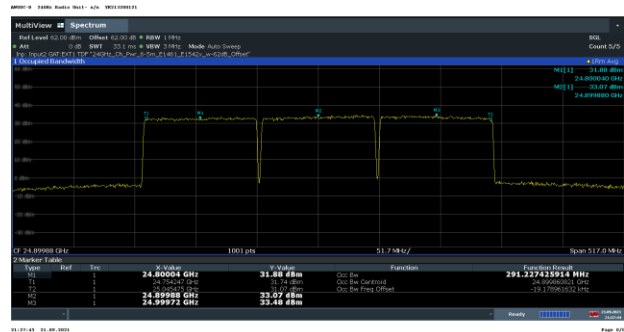 MultiView Spectrum
Ref Level 62.00 dBm Offset 62.00 dB RBW 1 MHz SGL
Att 0 dB SWT 33.1 ms VBW 3 MHz Mode Auto Sweep Count 5/5
1 Occupied Bandwidth 1Rm Avg
M1[1] 31.88 dBm
24.800040 GHz
M2[1] 33.07 dBm
24.899880 GHz
T1 M1 M2 M3 T2
CF 24.89988 GHz 1001 pts 51.7 MHz/ Span 517.0 MHz
2 Marker Table
Type Ref Trc X-Value Y-Value Function Function Result
M1 1 24.80004 GHz 31.88 dBm Occ Bw 291.227425914 MHz
T1 1 24.754247 GHz 31.74 dBm Occ Bw Centroid 24.899860821 GHz
T2 1 25.045475 GHz 31.07 dBm Occ Bw Freq Offset -19.178961632 kHz
M2 1 24.89988 GHz 33.07 dBm
M3 1 24.99972 GHz 33.48 dBm
Ready